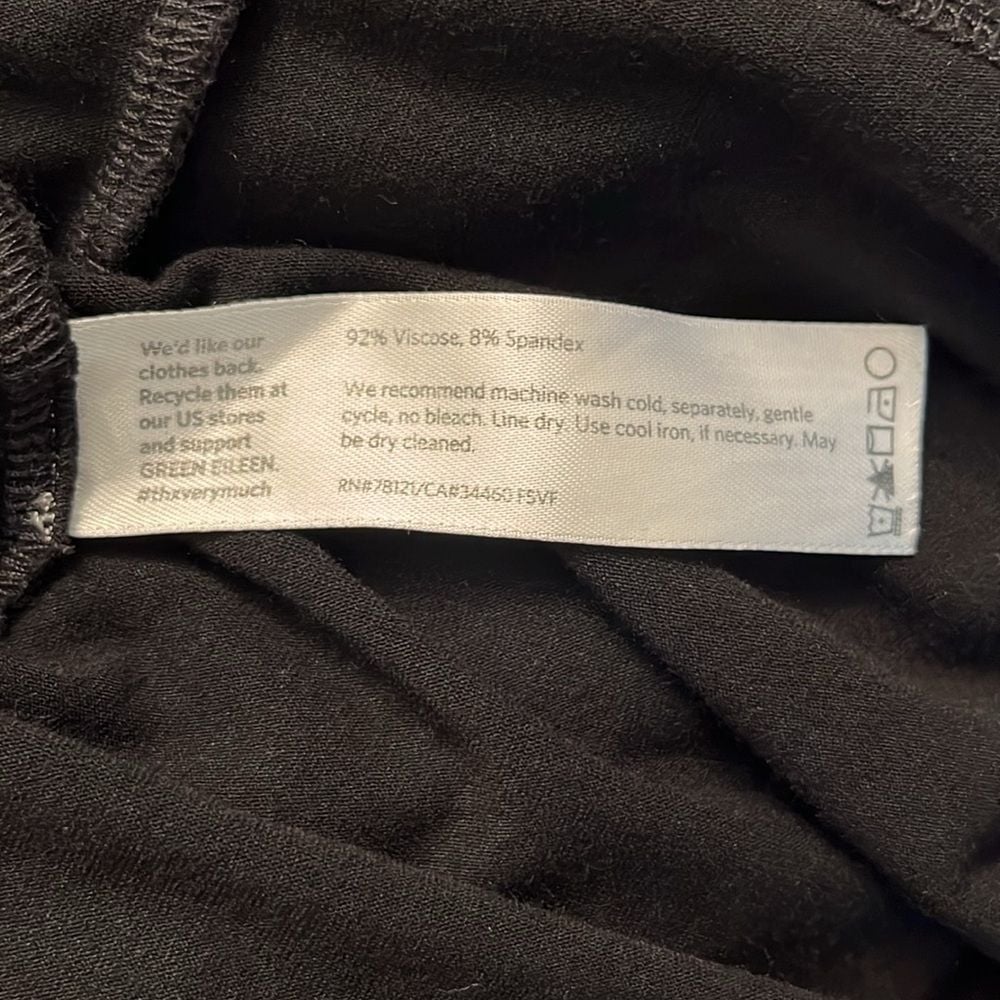 We'd like our
clothes back.
Recycle them at
our US stores
and support
GREEN EILEEN.
#thxverymuch
92% Viscose, 8% Spandex
We recommend machine wash cold, separately, gentle
cycle, no bleach. Line dry. Use cool iron, if necessary. May
be dry cleaned.
RN#78121/CA#34460 FSVF